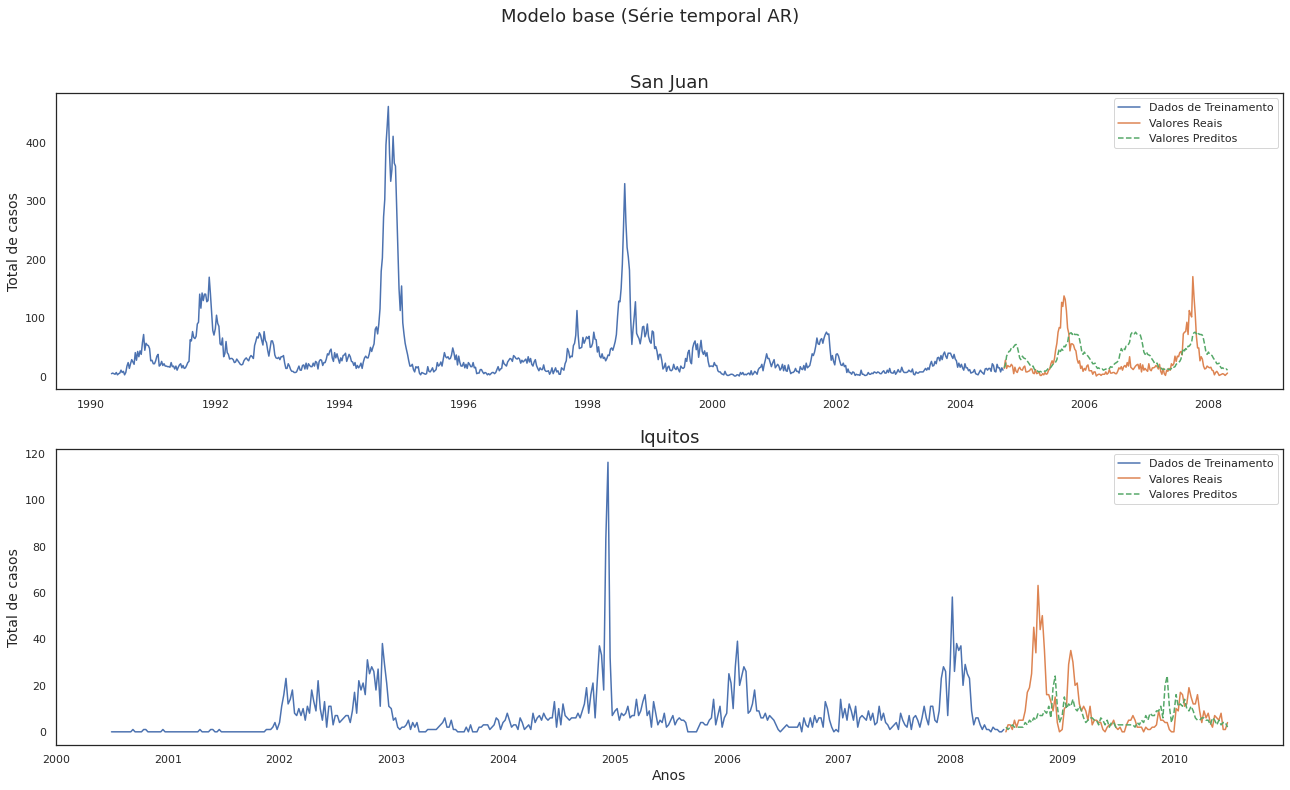 Modelo base (Série temporal AR)
San Juan
Dados de Treinamento
Valores Reais
Valores Preditos
Total de casos
400
300
200
100
0
1990 1992 1994 1996 1998 2000 2002 2004 2006 2008
Iquitos
Dados de Treinamento
Valores Reais
Valores Preditos
Total de casos
120
100
80
60
40
20
0
2000 2001 2002 2003 2004 2005 2006 2007 2008 2009 2010
Anos